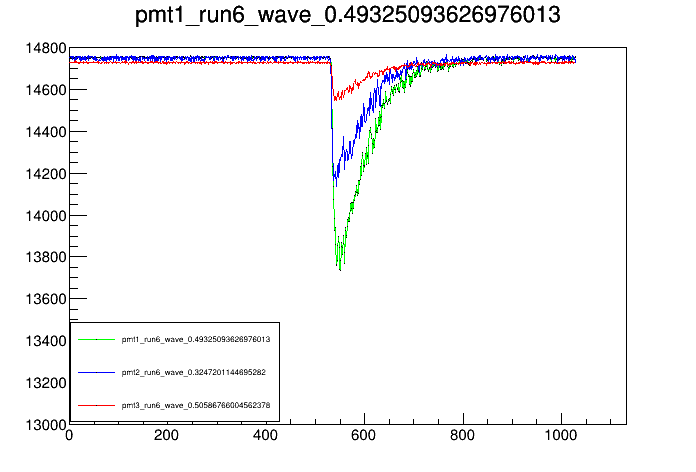 pmt1_run6_wave_0.49325093626976013
14800
14600
14400
14200
14000
13800
13600
13400
13200
13000
pmt1_run6_wave_0.49325093626976013
pmt2_run6_wave_0.3247201144695282
pmt3_run6_wave_0.50586766004562378
0 200 400 600 800 1000